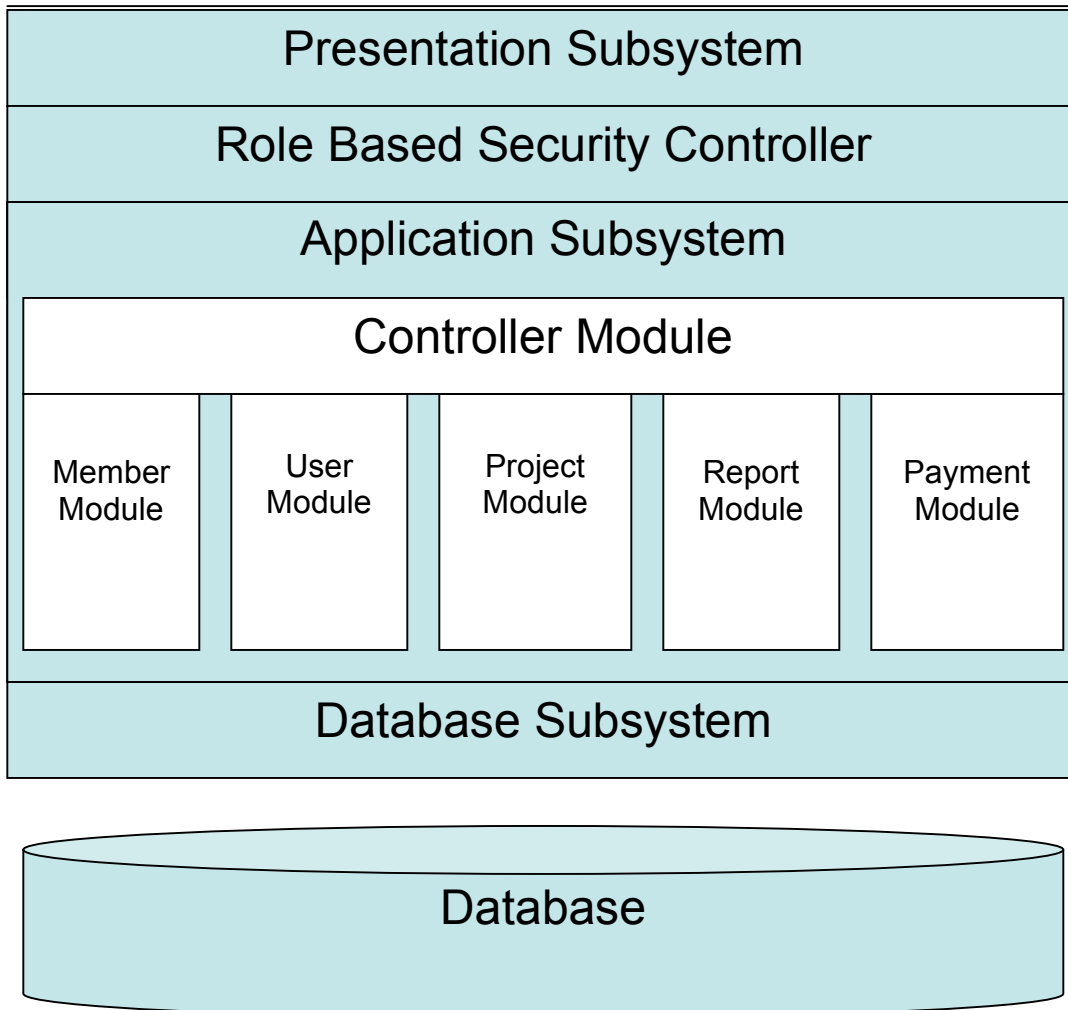 Presentation Subsystem
Role Based Security Controller
Application Subsystem
Controller Module
Member
Module
User
Module
Project
Module
Report
Module
Payment
Module
Database Subsystem
Database